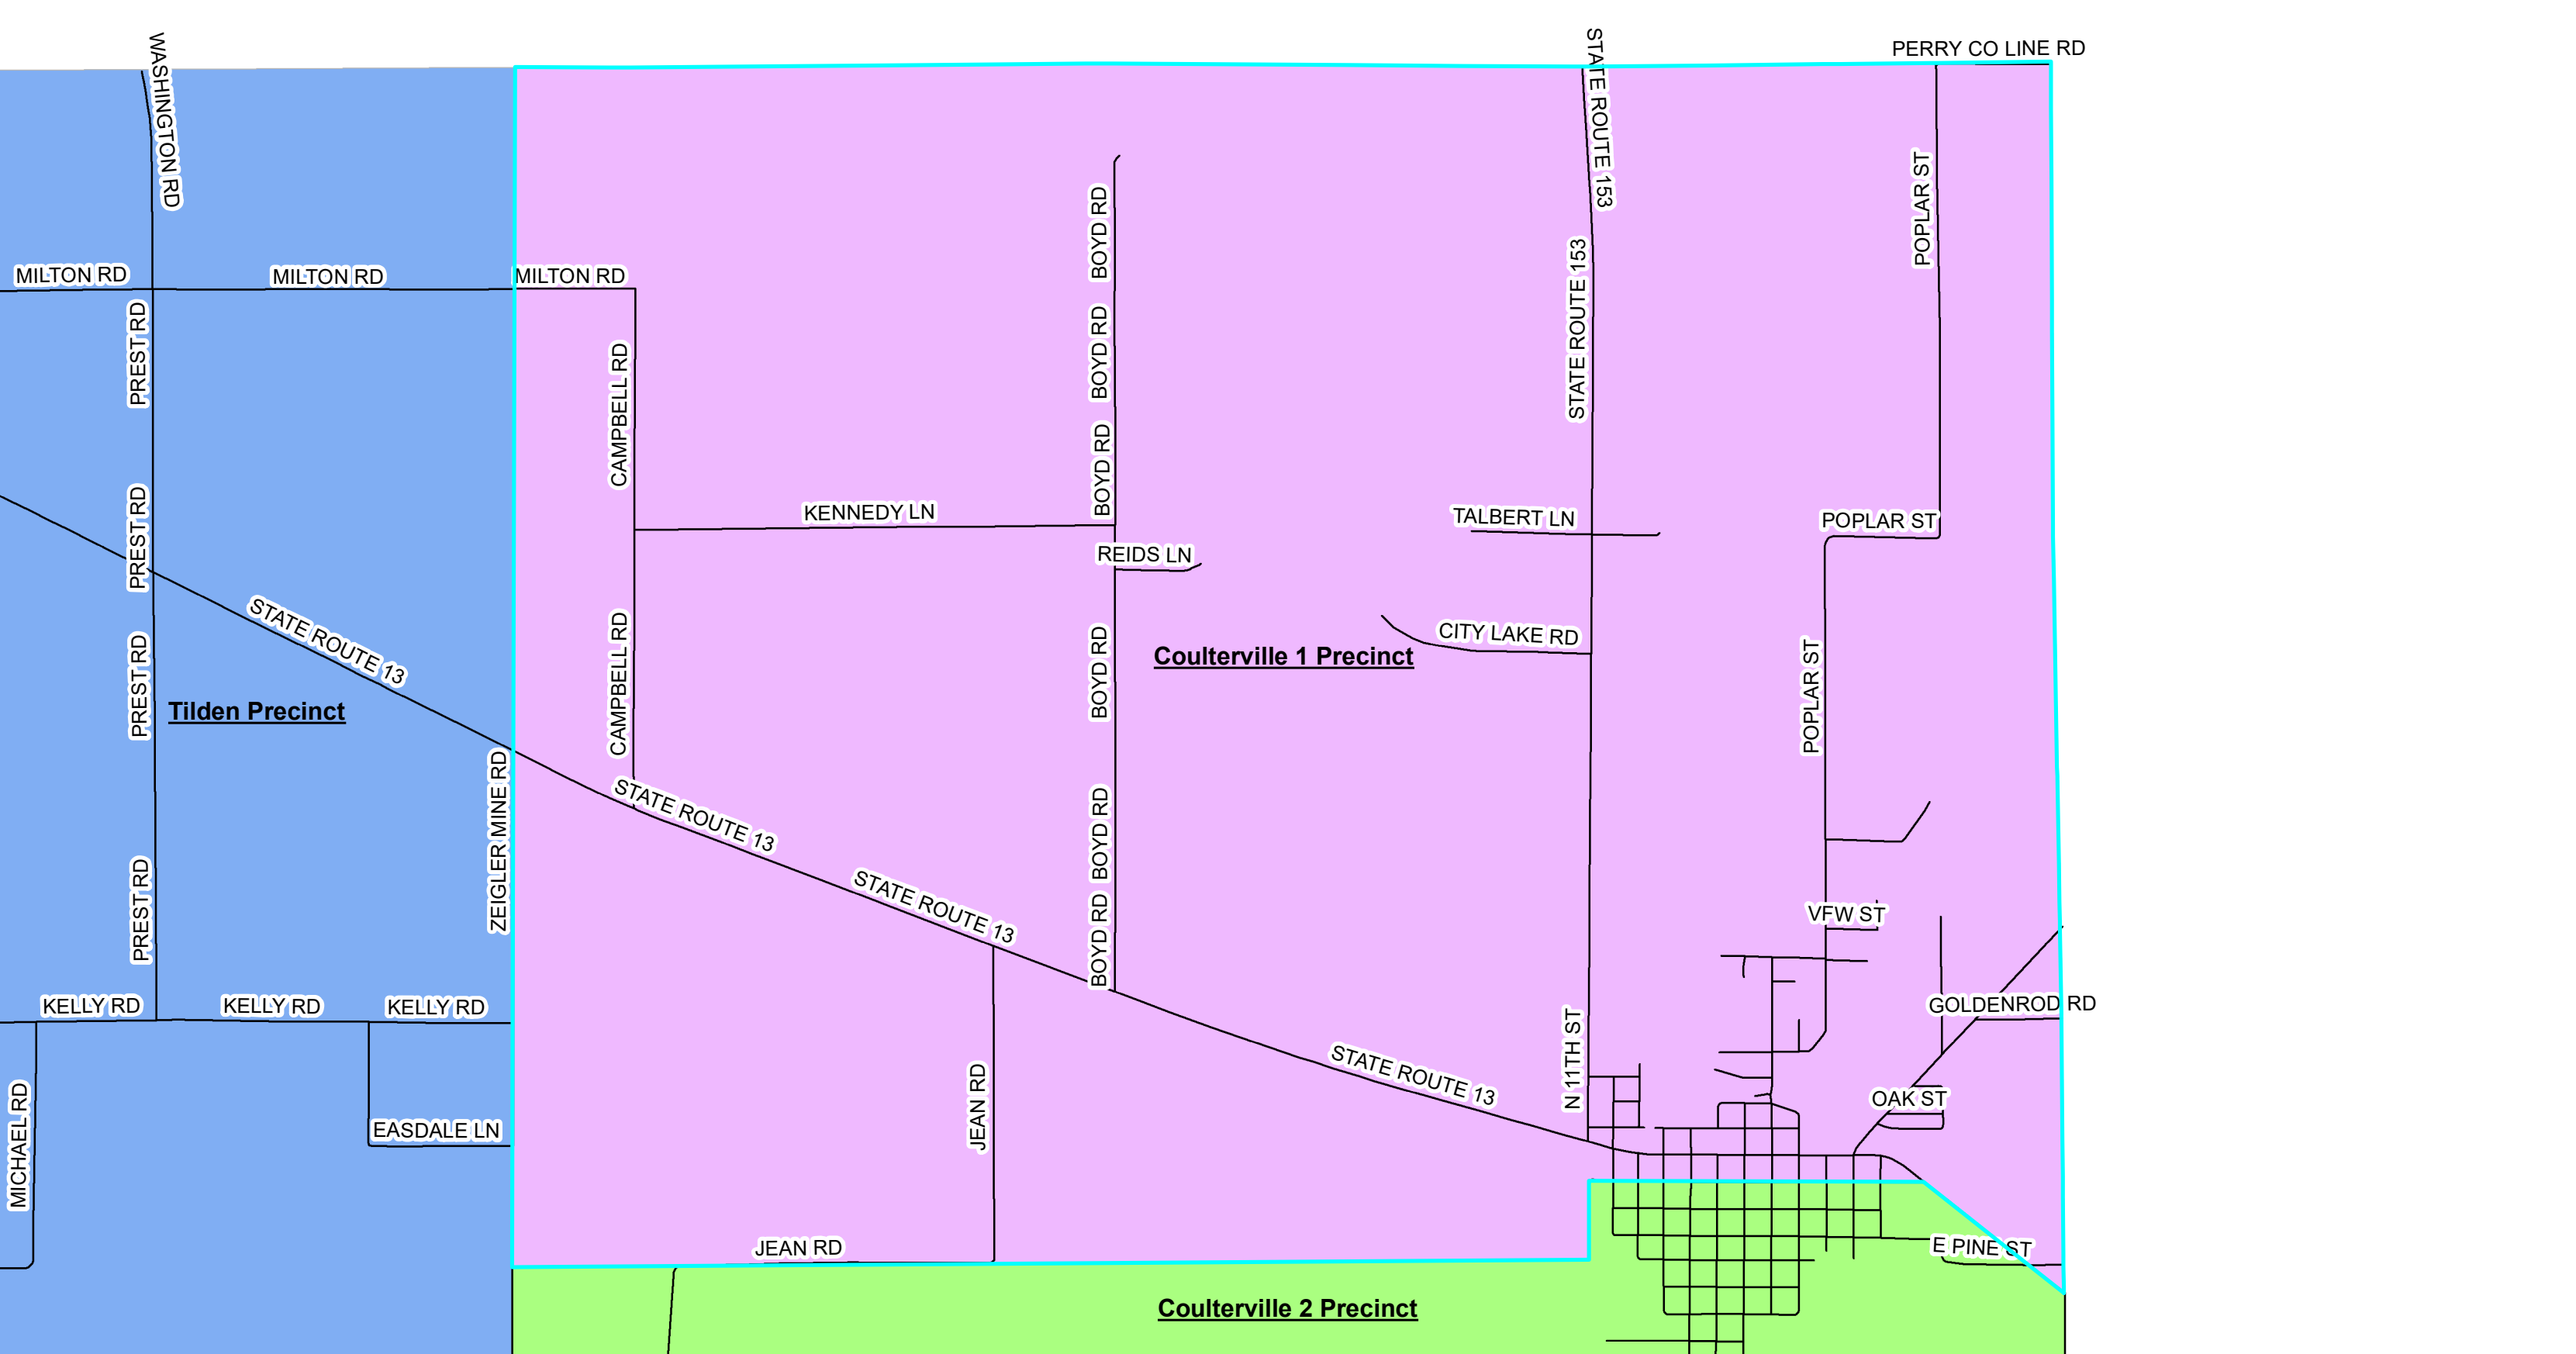 PERRY CO LINE RD
WASHINGTON RD
STATE ROUTE 153
POPLAR ST
BOYD RD
STATE ROUTE 153
MILTON RD
MILTON RD
MILTON RD
PREST RD
BOYD RD
CAMPBELL RD
BOYD RD
KENNEDY LN
TALBERT LN
POPLAR ST
PREST RD
REIDS LN
STATE ROUTE 13
CITY LAKE RD
Coulterville 1 Precinct
CAMPBELL RD
BOYD RD
POPLAR ST
PREST RD
Tilden Precinct
ZEIGLER MINE RD
STATE ROUTE 13
BOYD RD
STATE ROUTE 13
PREST RD
VFW ST
BOYD RD
KELLY RD
KELLY RD
KELLY RD
GOLDENROD RD
N 11TH ST
STATE ROUTE 13
JEAN RD
OAK ST
MICHAEL RD
EASDALE LN
JEAN RD
E PINE ST
Coulterville 2 Precinct